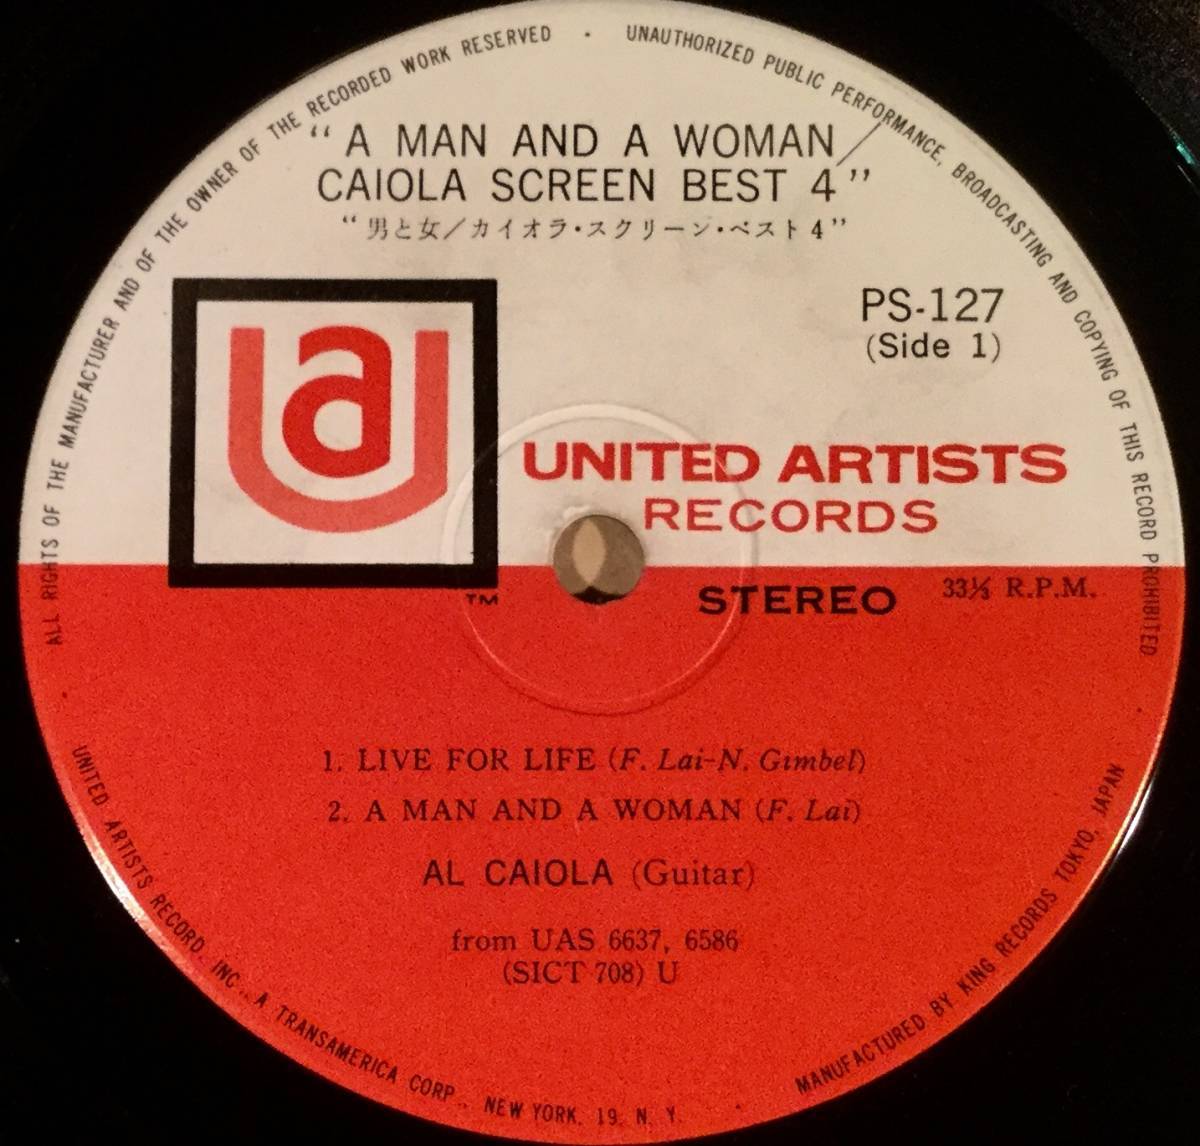 ALL RIGHTS OF THE MANUFACTURER AND OF THE OWNER OF THE RECORDED WORK RESERVED · UNAUTHORIZED PUBLIC PERFORMANCE, BROADCASTING AND COPYING OF THIS RECORD PROHIBITED
“A MAN AND A WOMAN／
CAIOLA SCREEN BEST 4”
“男と女／カイオラ・スクリーン・ベスト4”
PS-127
(Side 1)
ua
UNITED ARTISTS
RECORDS
TM
STEREO 33⅓ R.P.M.
1. LIVE FOR LIFE (F. Lai-N. Gimbel)
2. A MAN AND A WOMAN (F. Lai)
AL CAIOLA (Guitar)
from UAS 6637, 6586
(SICT 708) U
UNITED ARTISTS RECORD, INC., A TRANSAMERICA CORP., NEW YORK, 19, N. Y.
MANUFACTURED BY KING RECORDS TOKYO, JAPAN